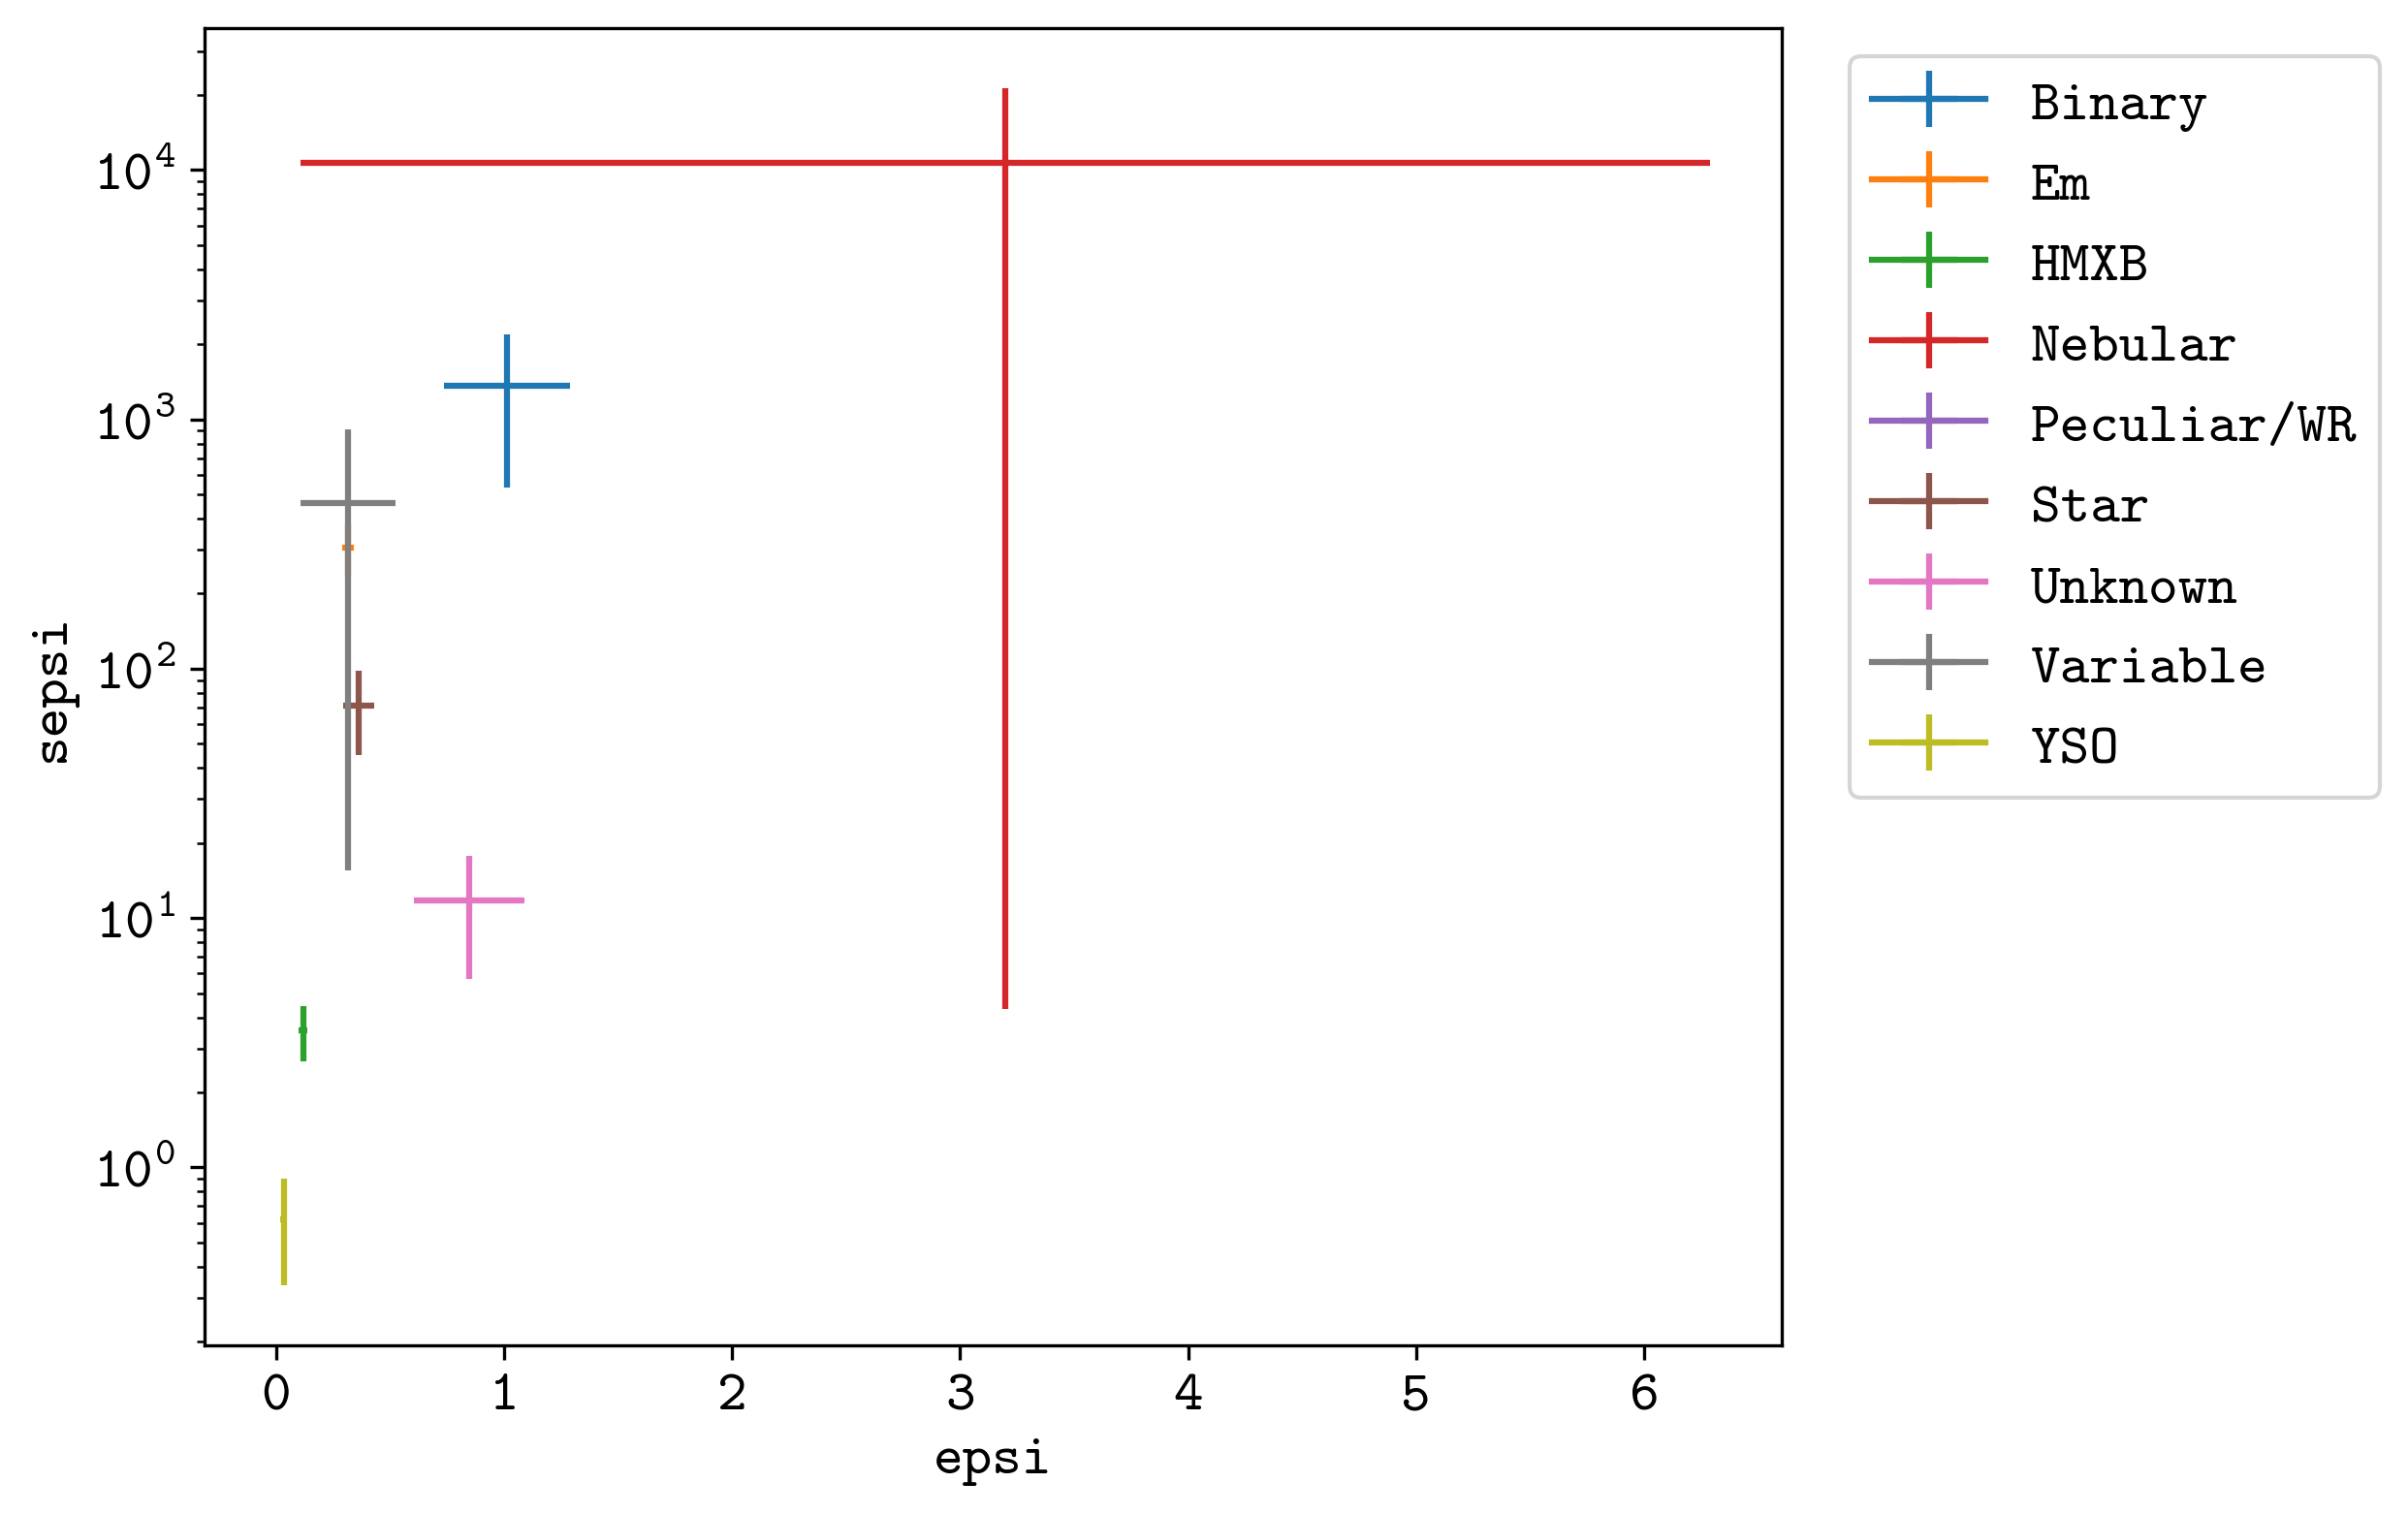 10^4
10^3
10^2
10^1
10^0
sepsi
0 1 2 3 4 5 6
epsi
Binary
Em
HMXB
Nebular
Peculiar/WR
Star
Unknown
Variable
YSO